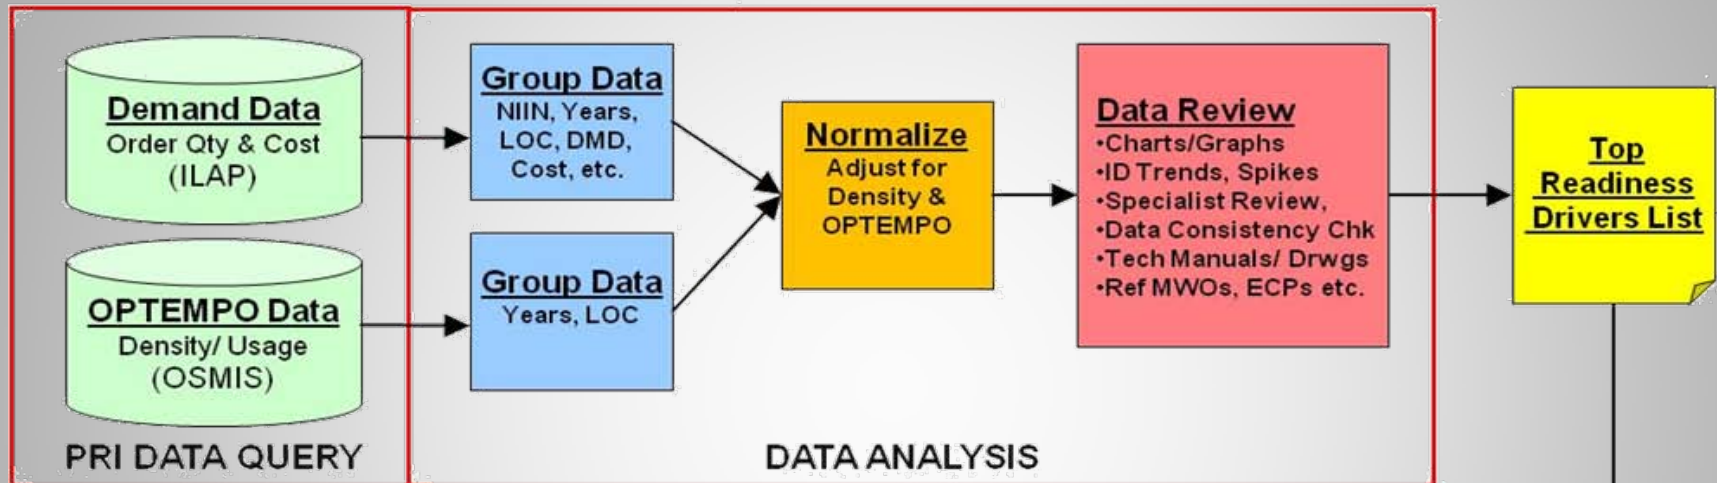 Demand Data
Order Qty & Cost
(ILAP)
OPTEMPO Data
Density/ Usage
(OSMIS)
PRI DATA QUERY
Group Data
NIIN, Years,
LOC, DMD,
Cost, etc.
Group Data
Years, LOC
Normalize
Adjust for
Density &
OPTEMPO
Data Review
•Charts/Graphs
•ID Trends, Spikes
•Specialist Review,
•Data Consistency Chk
•Tech Manuals/ Drwgs
•Ref MWOs, ECPs etc.
DATA ANALYSIS
Top
Readiness
Drivers List